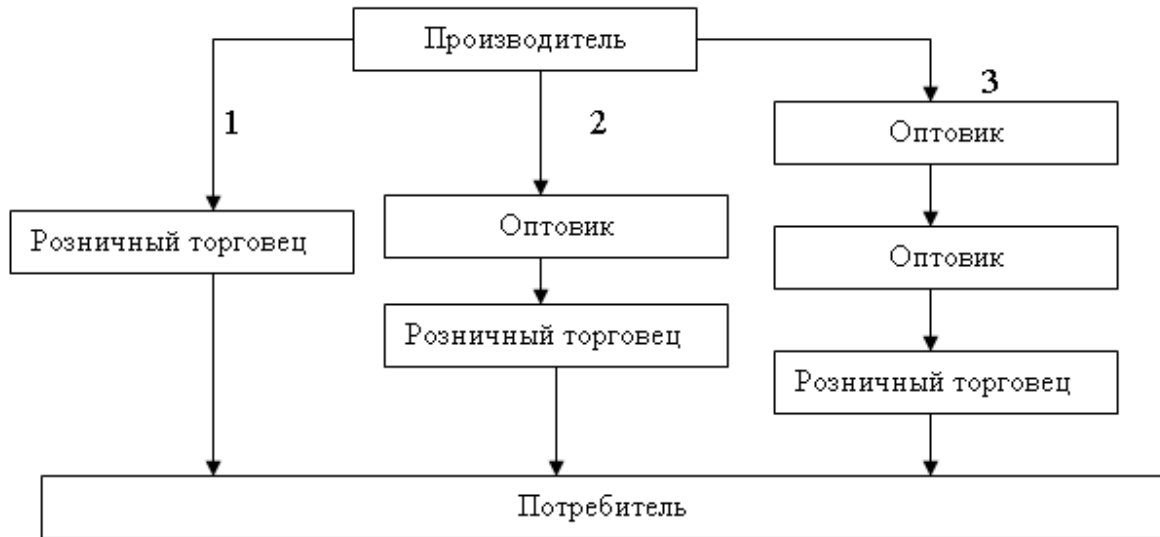 Производитель
1
2
3
Оптовик
Розничный торговец
Оптовик
Оптовик
Розничный торговец
Розничный торговец
Потребитель